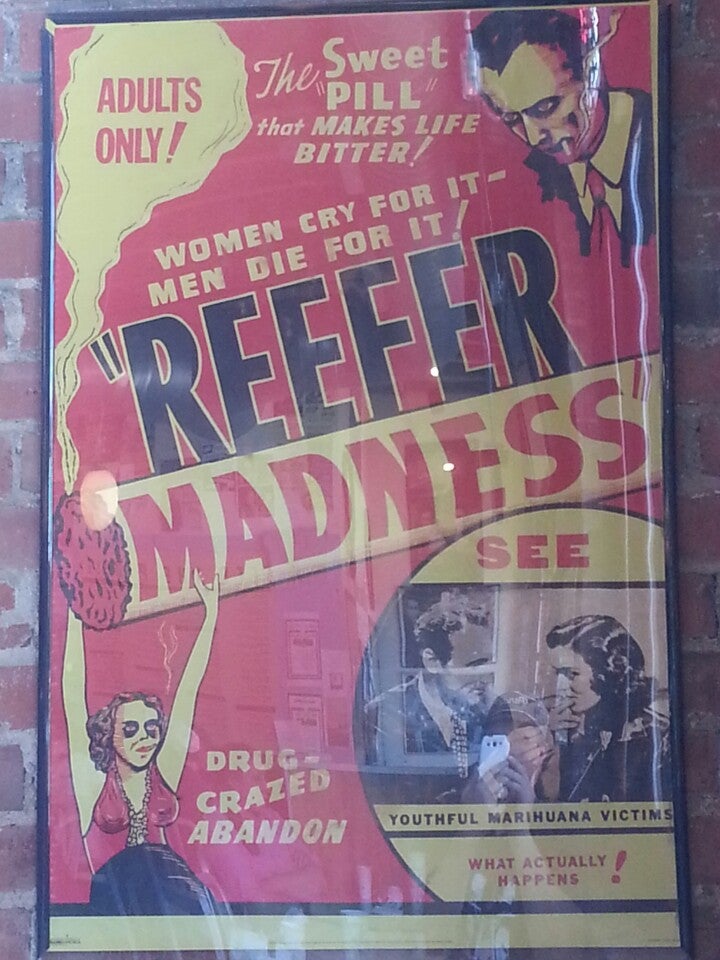 ADULTS
ONLY!
The Sweet
"PILL"
that MAKES LIFE
BITTER!
WOMEN CRY FOR IT-
MEN DIE FOR IT!
"REEFER
MADNESS"
SEE
DRUG-
CRAZED
ABANDON
YOUTHFUL MARIHUANA VICTIMS
WHAT ACTUALLY
HAPPENS!